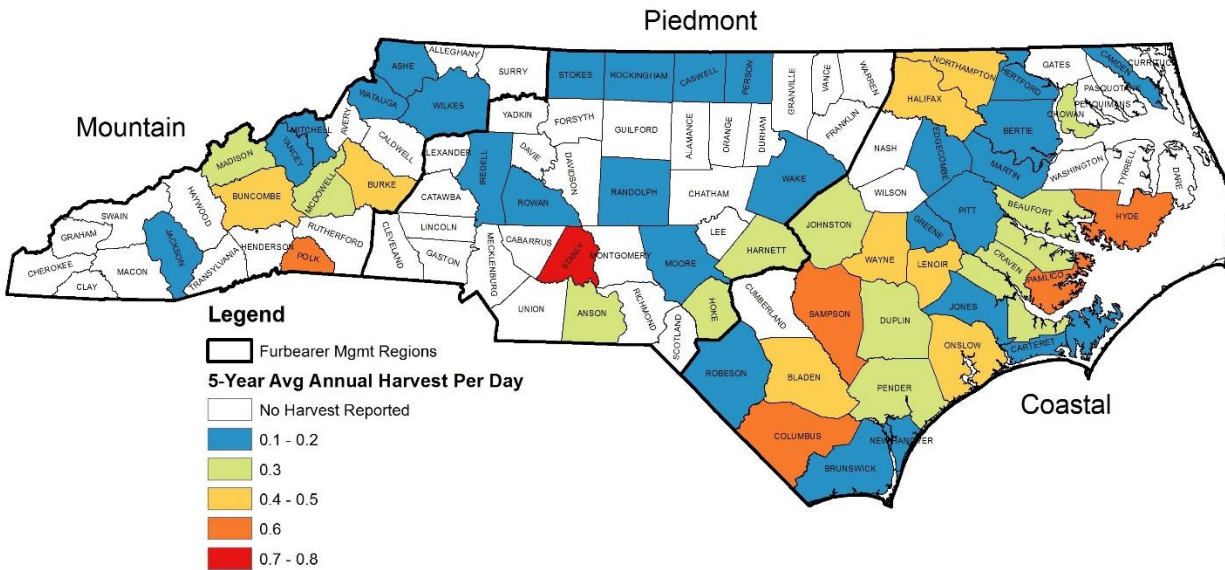 Piedmont
Mountain
Coastal
ALLEGHANY
ASHE
SURRY
WATAUGA
WILKES
STOKES
ROCKINGHAM
CASWELL
PERSON
GRANVILLE
VANCE
WARREN
NORTHAMPTON
HERTFORD
GATES
CAMDEN
CURRITUCK
PASQUOTANK
PERQUIMANS
CHOWAN
HALIFAX
BERTIE
MITCHELL
AVERY
YANCEY
CALDWELL
ALEXANDER
YADKIN
FORSYTH
GUILFORD
ALAMANCE
ORANGE
DURHAM
FRANKLIN
NASH
EDGECOMBE
MARTIN
WASHINGTON
TYRRELL
DARE
MADISON
BUNCOMBE
MCDOWELL
BURKE
IREDELL
DAVIE
DAVIDSON
RANDOLPH
CHATHAM
WAKE
WILSON
PITT
BEAUFORT
HYDE
HAYWOOD
SWAIN
GRAHAM
CHEROKEE
CLAY
MACON
JACKSON
TRANSYLVANIA
HENDERSON
POLK
RUTHERFORD
CLEVELAND
CATAWBA
LINCOLN
GASTON
MECKLENBURG
ROWAN
CABARRUS
STANLY
MONTGOMERY
MOORE
LEE
HARNETT
JOHNSTON
GREENE
WAYNE
LENOIR
CRAVEN
PAMLICO
JONES
CARTERET
ONSLOW
DUPLIN
SAMPSON
CUMBERLAND
HOKE
SCOTLAND
RICHMOND
ANSON
UNION
ROBESON
BLADEN
PENDER
COLUMBUS
NEW HANOVER
BRUNSWICK
Legend
Furbearer Mgmt Regions
5-Year Avg Annual Harvest Per Day
No Harvest Reported
0.1 - 0.2
0.3
0.4 - 0.5
0.6
0.7 - 0.8